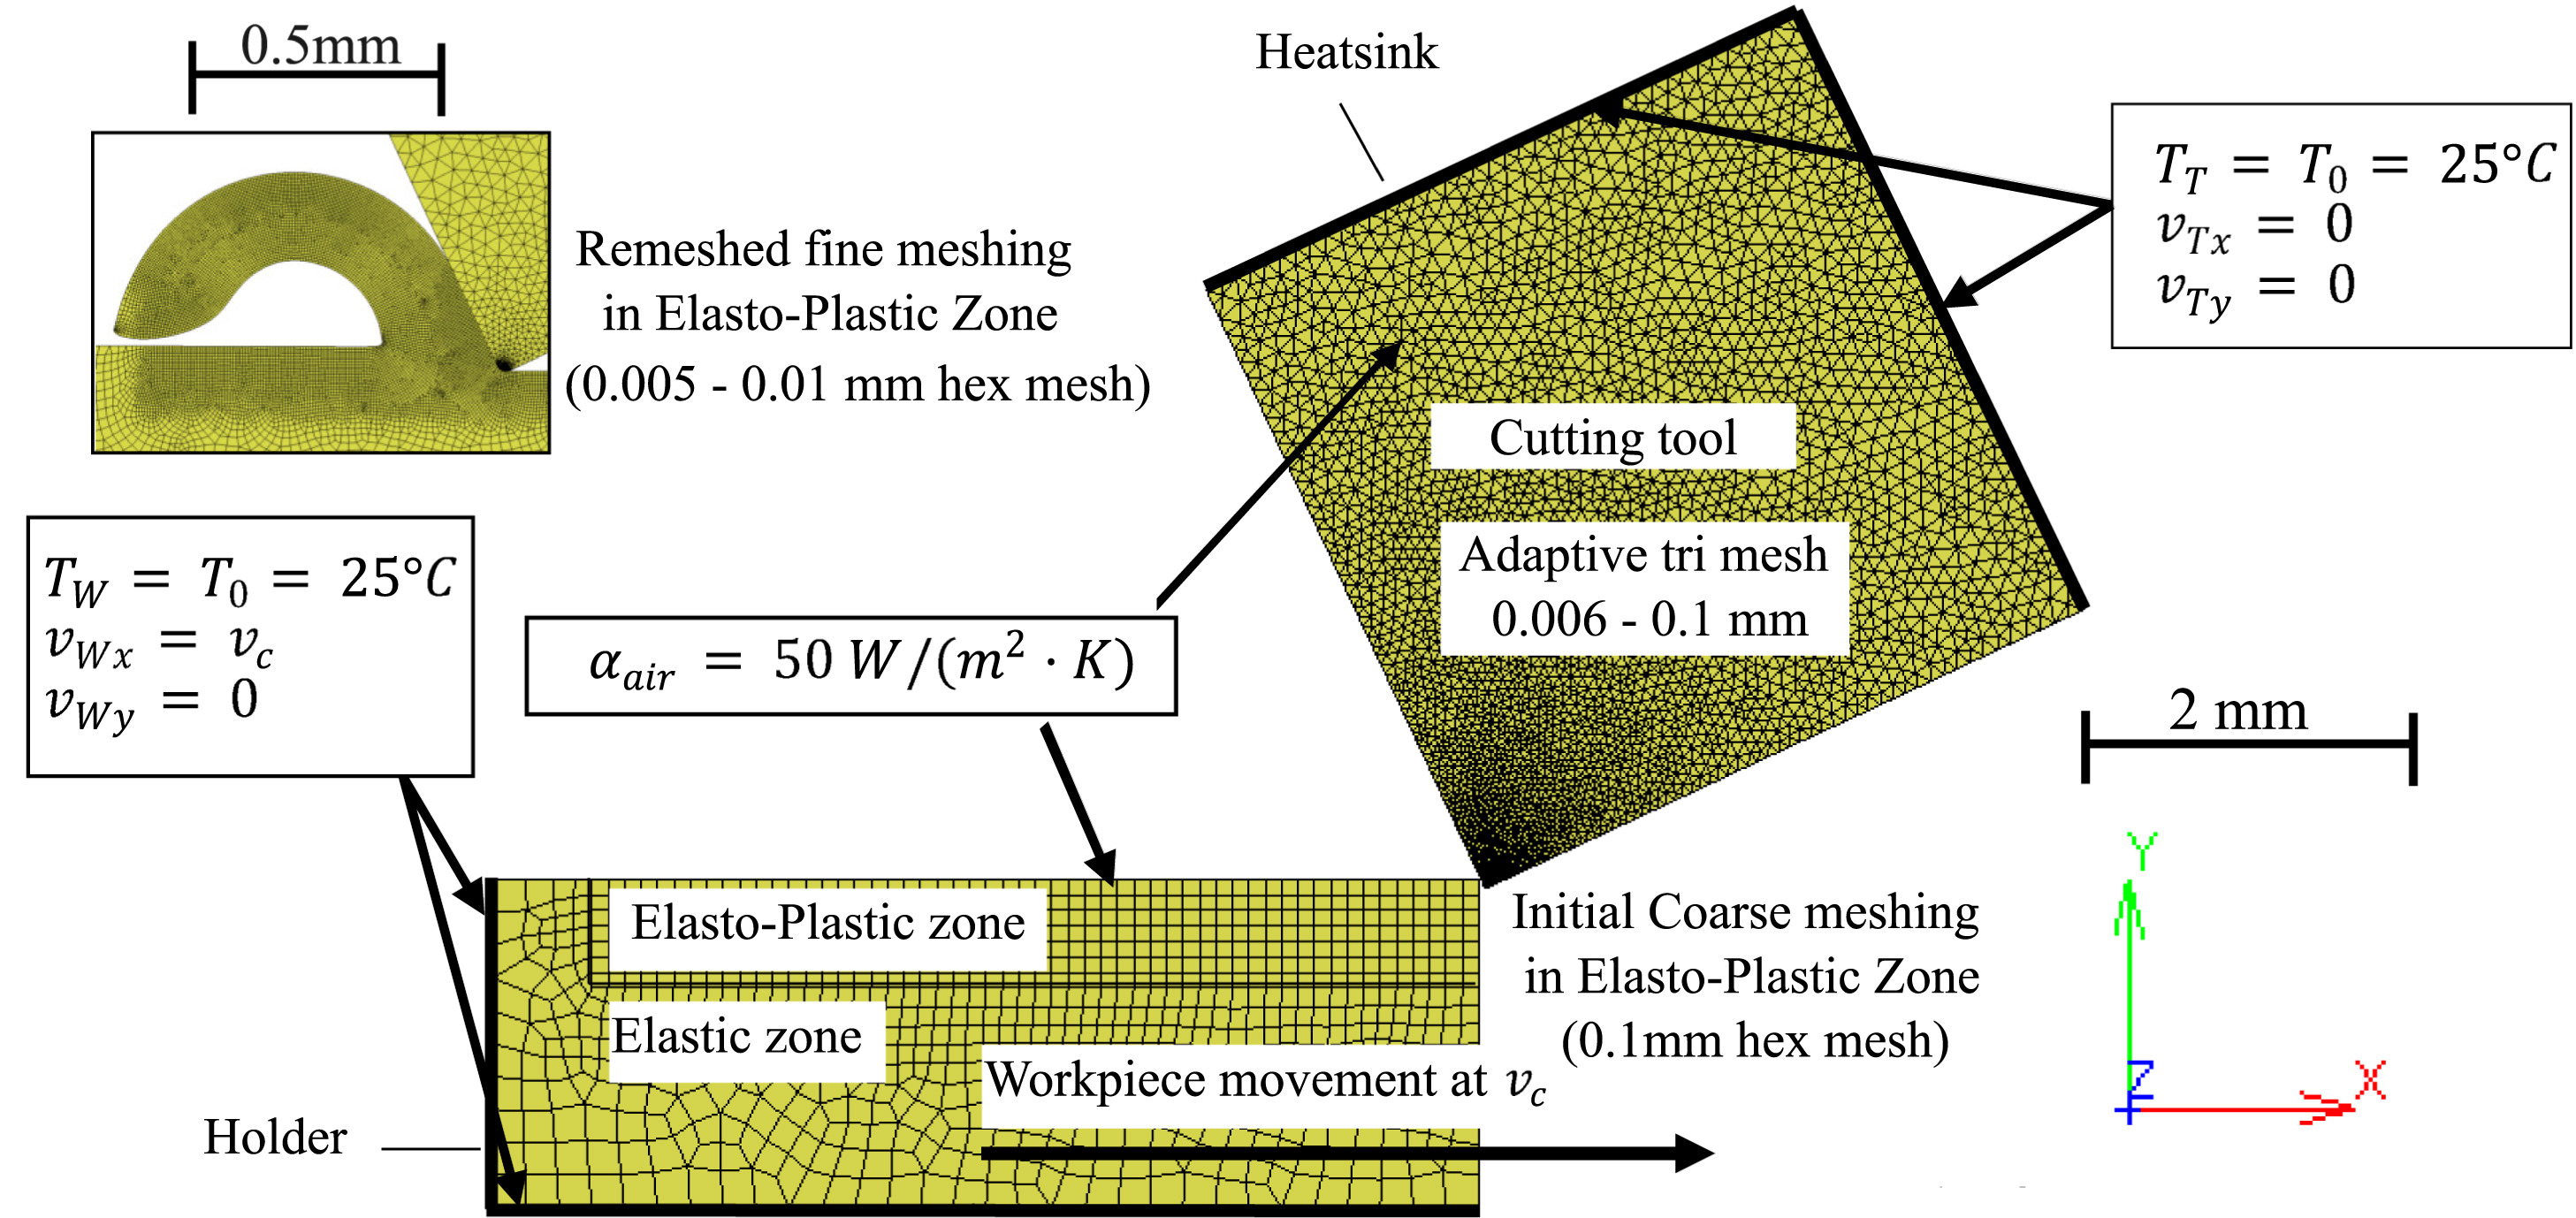 0.5mm
Heatsink
T_T = T_0 = 25°C
v_Tx = 0
v_Ty = 0
Remeshed fine meshing
in Elasto-Plastic Zone
(0.005 - 0.01 mm hex mesh)
Cutting tool
Adaptive tri mesh
0.006 - 0.1 mm
T_W = T_0 = 25°C
v_Wx = v_c
v_Wy = 0
α_air = 50 W/(m² · K)
2 mm
Elasto-Plastic zone
Elastic zone
Initial Coarse meshing
in Elasto-Plastic Zone
(0.1mm hex mesh)
Workpiece movement at v_c
Holder
Y
Z
X